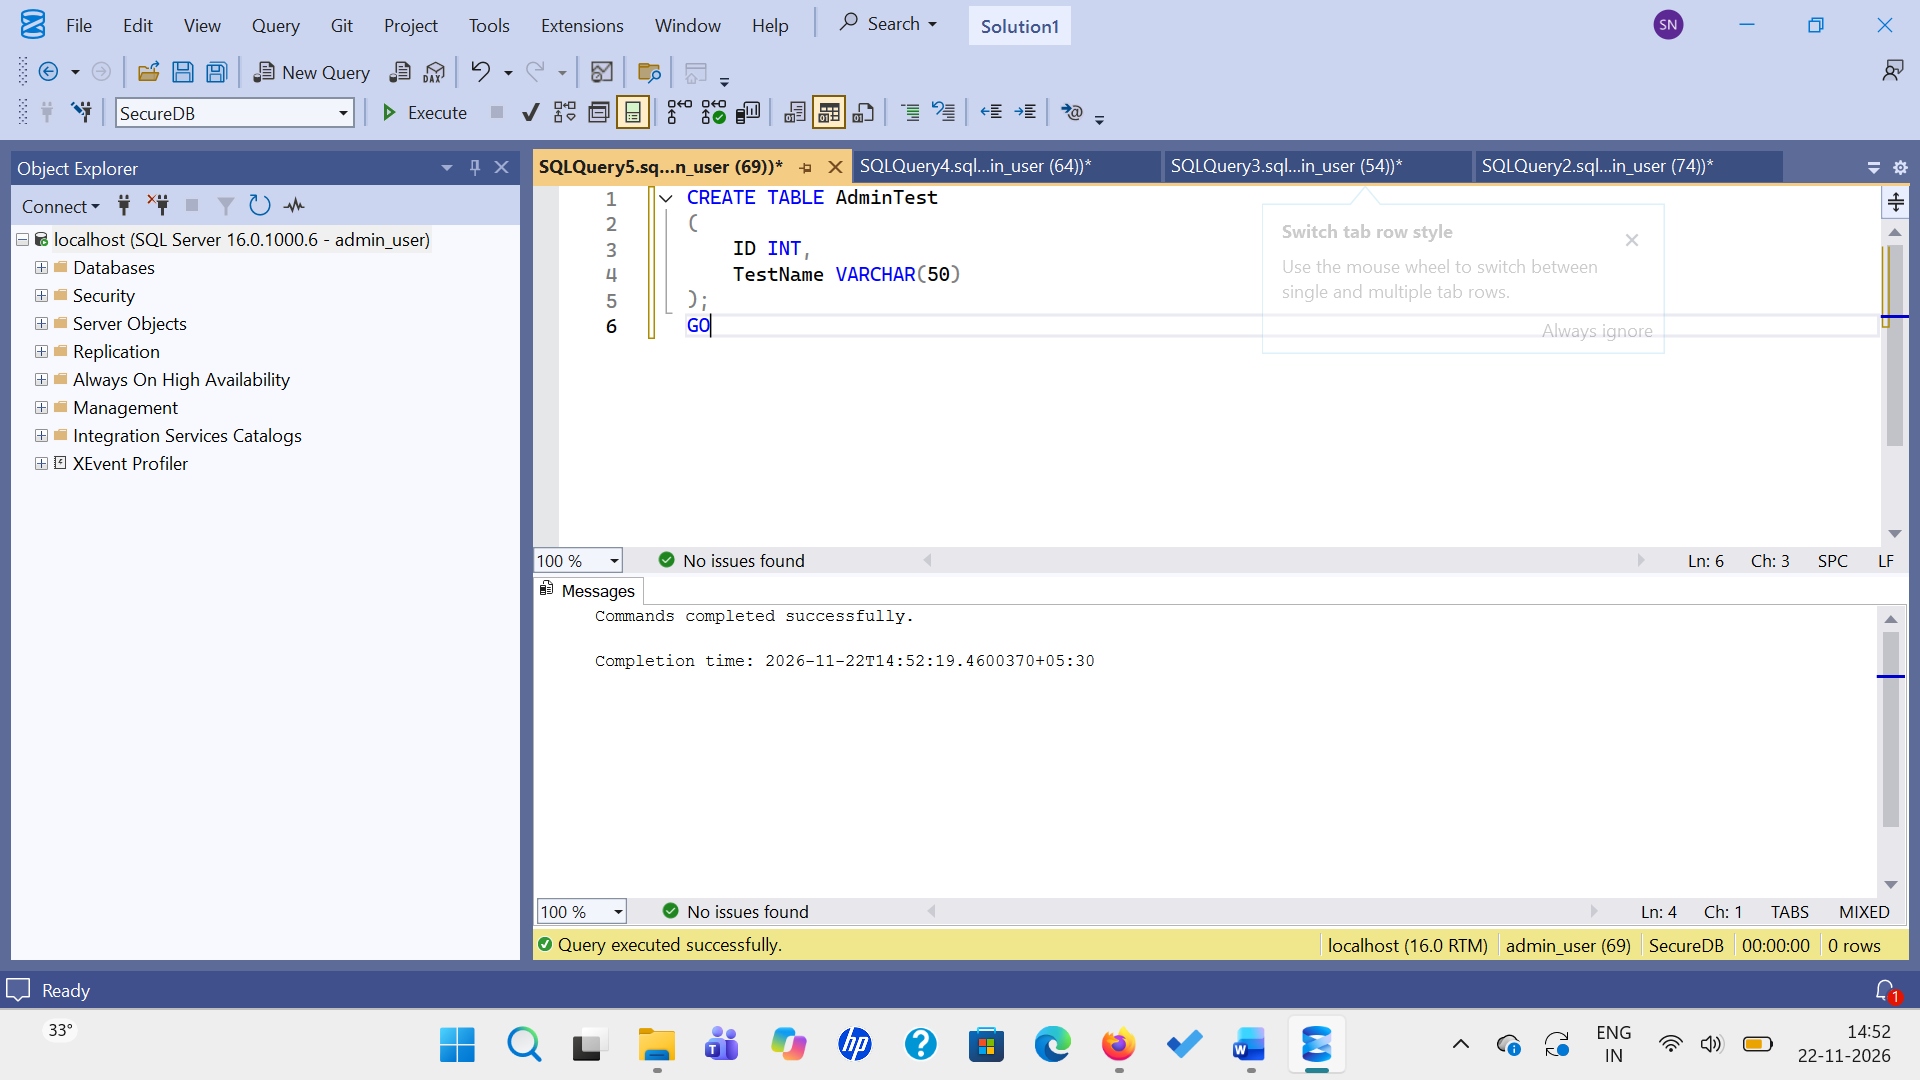 File Edit View Query Git Project Tools Extensions Window Help Search Solution1 SN
New Query DAX
SecureDB Execute
Object Explorer
Connect
localhost (SQL Server 16.0.1000.6 - admin_user)
Databases
Security
Server Objects
Replication
Always On High Availability
Management
Integration Services Catalogs
XEvent Profiler
SQLQuery5.sq...n_user (69))* SQLQuery4.sql...in_user (64))* SQLQuery3.sql...in_user (54))* SQLQuery2.sql...in_user (74))*
1 CREATE TABLE AdminTest
2 (
3 ID INT,
4 TestName VARCHAR(50)
5 );
6 GO
Switch tab row style
Use the mouse wheel to switch between
single and multiple tab rows.
Always ignore
100 % No issues found Ln: 6 Ch: 3 SPC LF
Messages
Commands completed successfully.
Completion time: 2026-11-22T14:52:19.4600370+05:30
100 % No issues found Ln: 4 Ch: 1 TABS MIXED
Query executed successfully. localhost (16.0 RTM) admin_user (69) SecureDB 00:00:00 0 rows
Ready 1
33°
ENG
IN
14:52
22-11-2026